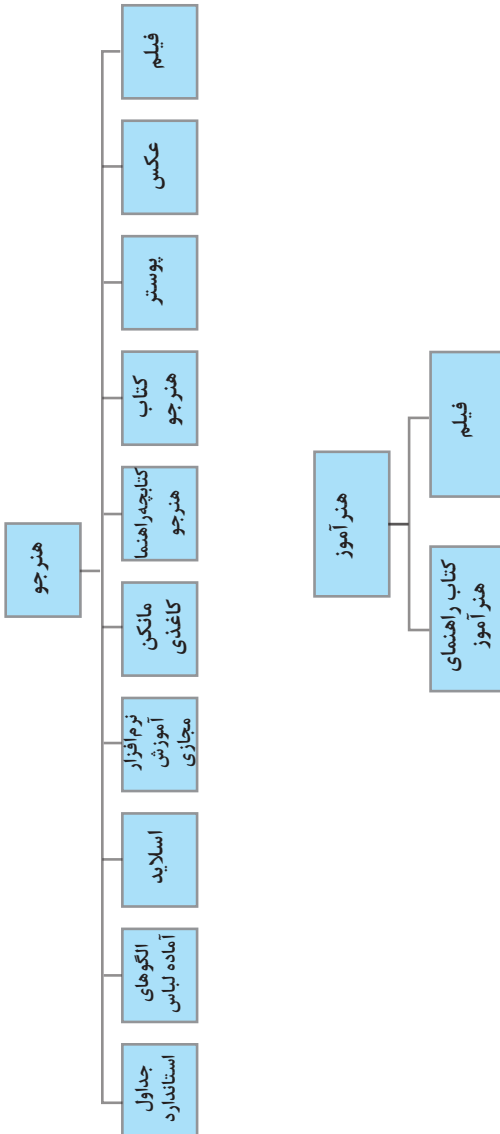 هنرجو
فیلم
عکس
پوستر
کتاب
هنرجو
کتابچه راهنما
هنرجو
مانکن
کاغذی
نرم‌افزار
آموزش
مجازی
اسلاید
الگوهای
آماده لباس
جداول
استاندارد
هنرآموز
فیلم
کتاب راهنمای
هنرآموز